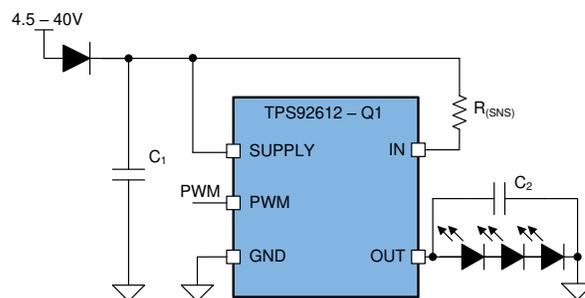 4.5 – 40V
TPS92612 – Q1
R(SNS)
C1
SUPPLY
IN
PWM
PWM
C2
GND
OUT